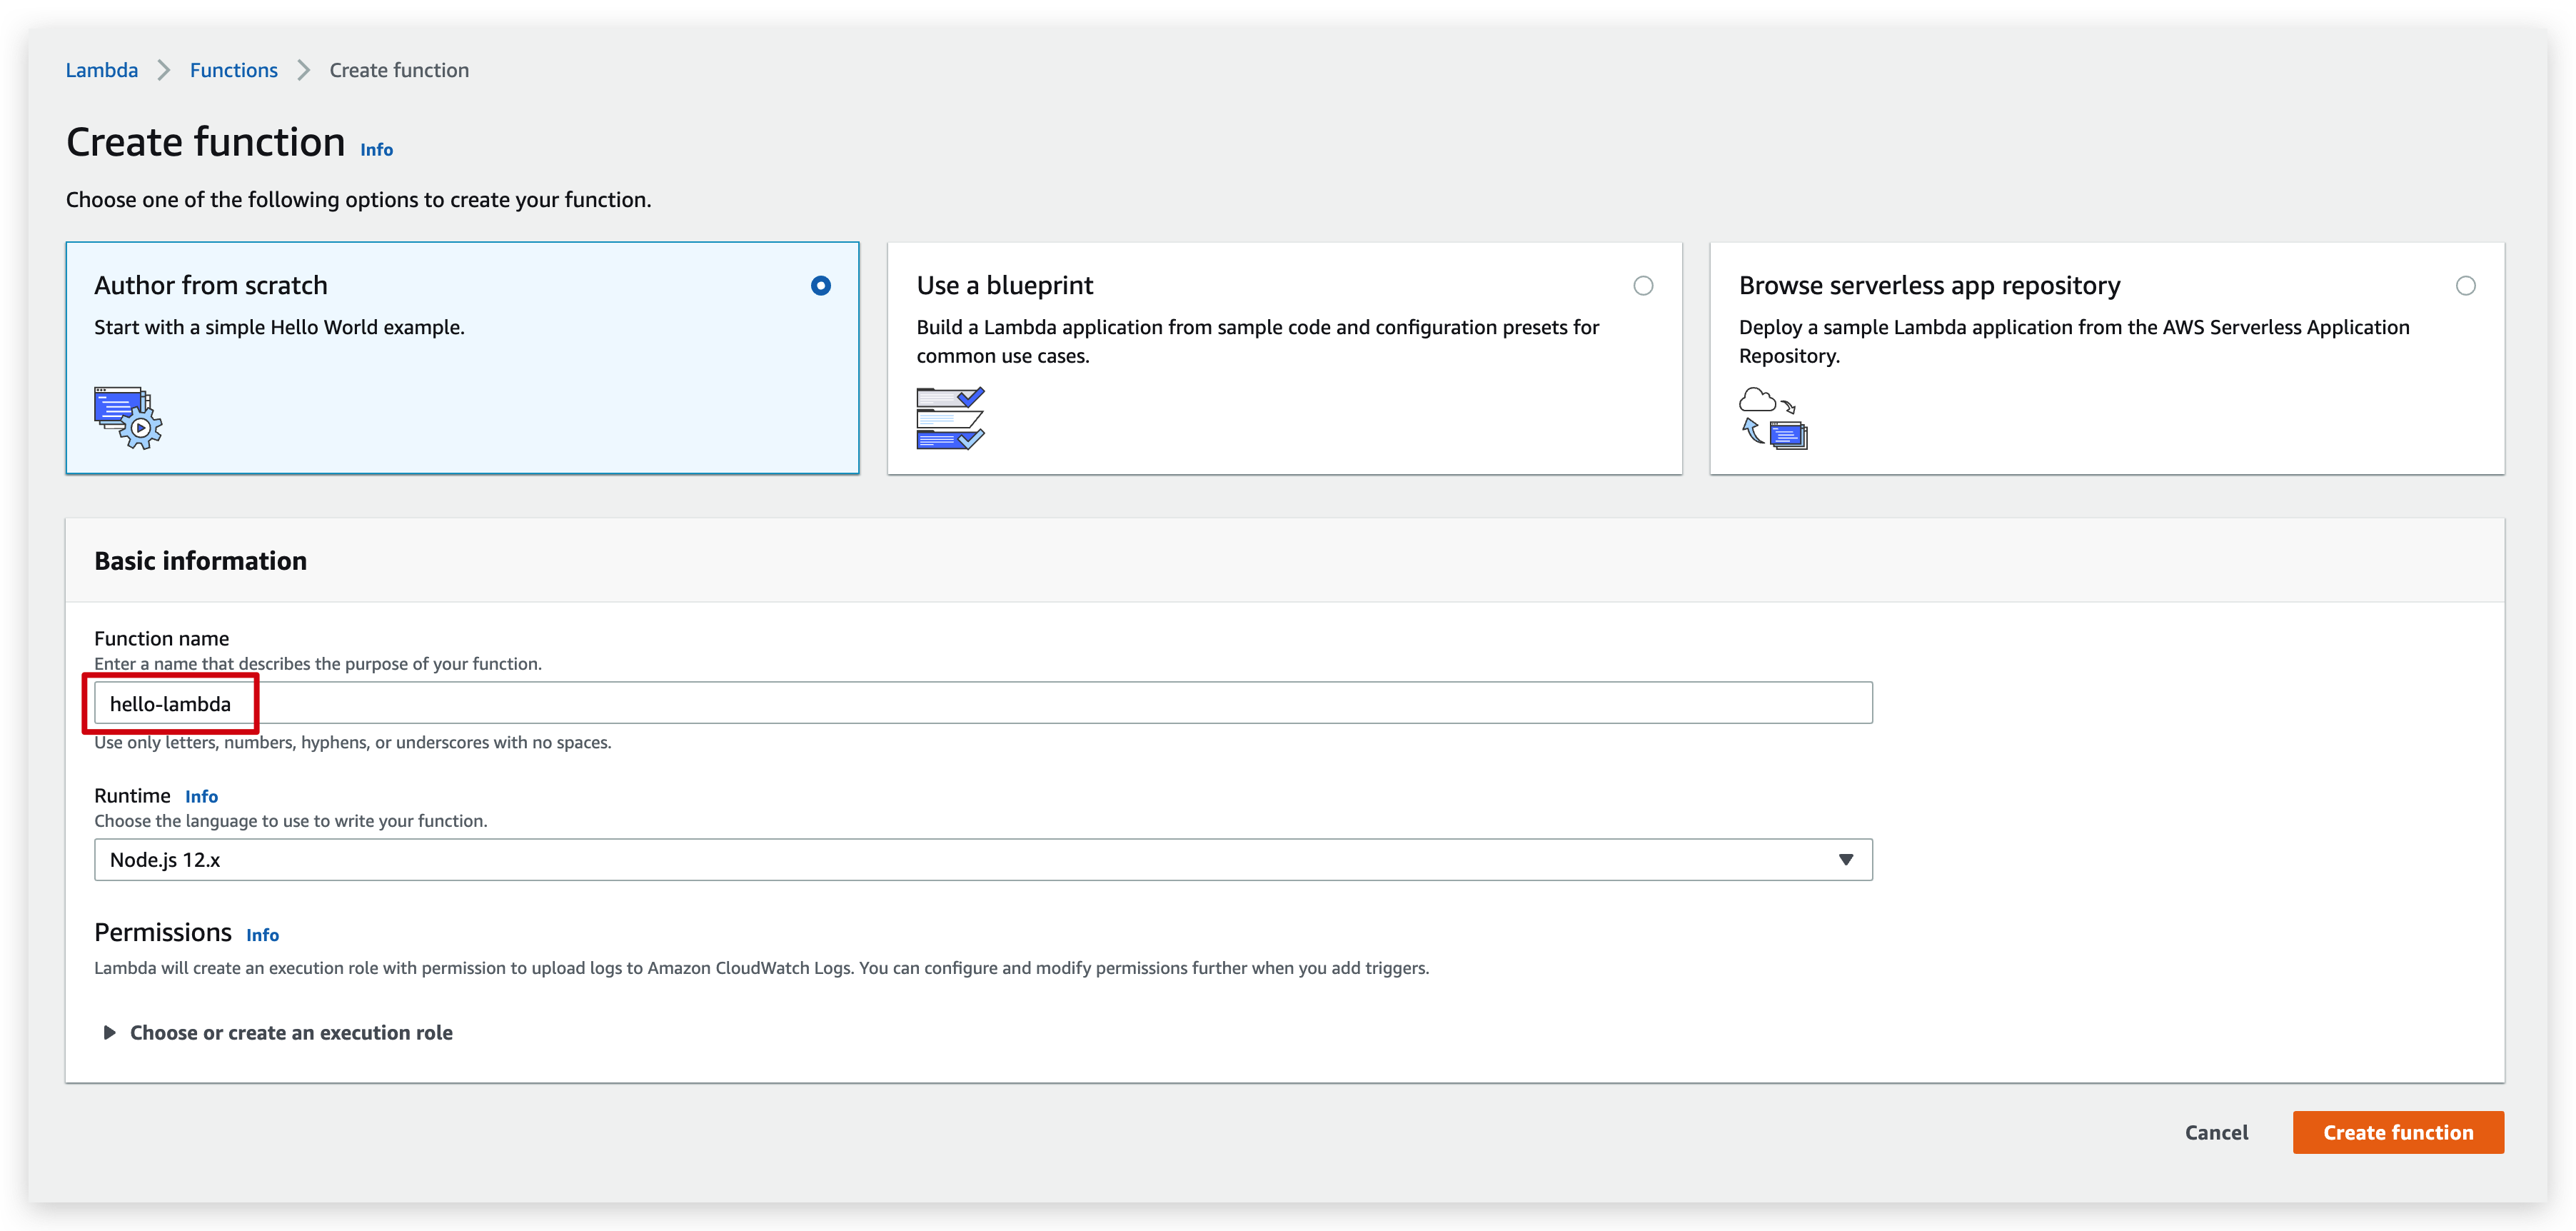 Lambda > Functions > Create function
Create function Info
Choose one of the following options to create your function.
Author from scratch
Start with a simple Hello World example.
Use a blueprint
Build a Lambda application from sample code and configuration presets for
common use cases.
Browse serverless app repository
Deploy a sample Lambda application from the AWS Serverless Application
Repository.
Basic information
Function name
Enter a name that describes the purpose of your function.
hello-lambda
Use only letters, numbers, hyphens, or underscores with no spaces.
Runtime Info
Choose the language to use to write your function.
Node.js 12.x
Permissions Info
Lambda will create an execution role with permission to upload logs to Amazon CloudWatch Logs. You can configure and modify permissions further when you add triggers.
Choose or create an execution role
Cancel Create function